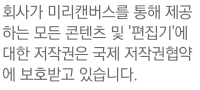 회사가 미리캔버스를 통해 제공
하는 모든 콘텐츠 및 '편집기'에
대한 저작권은 국제 저작권협약
에 보호받고 있습니다.